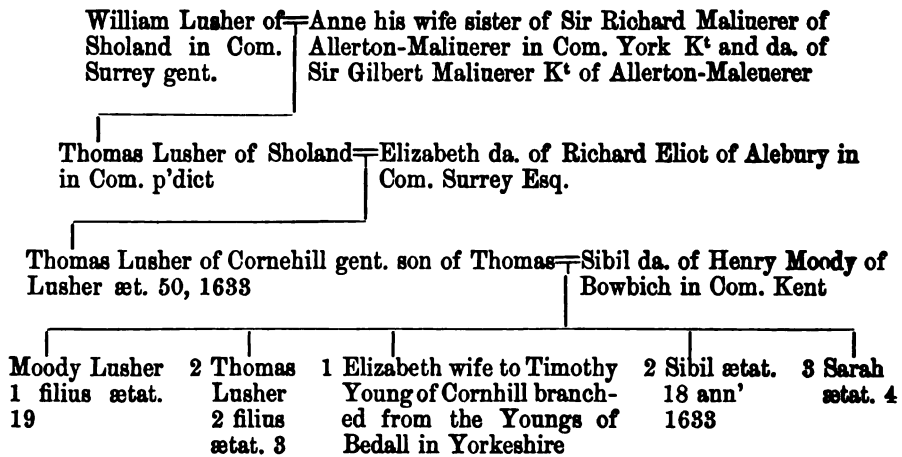 William Lusher of
Sholand in Com.
Surrey gent.
Anne his wife sister of Sir Richard Maliuerer of
Allerton-Maliuerer in Com. York Kᵗ and da. of
Sir Gilbert Maliuerer Kᵗ of Allerton-Maleuerer
Thomas Lusher of Sholand
in Com. p'dict
Elizabeth da. of Richard Eliot of Alebury in
Com. Surrey Esq.
Thomas Lusher of Cornehill gent. son of Thomas
Lusher æt. 50, 1633
Sibil da. of Henry Moody of
Bowbich in Com. Kent
Moody Lusher
1 filius ætat.
19
2 Thomas
Lusher
2 filius
ætat. 3
1 Elizabeth wife to Timothy
Young of Cornhill branch-
ed from the Youngs of
Bedall in Yorkeshire
2 Sibil ætat.
18 ann'
1633
3 Sarah
ætat. 4